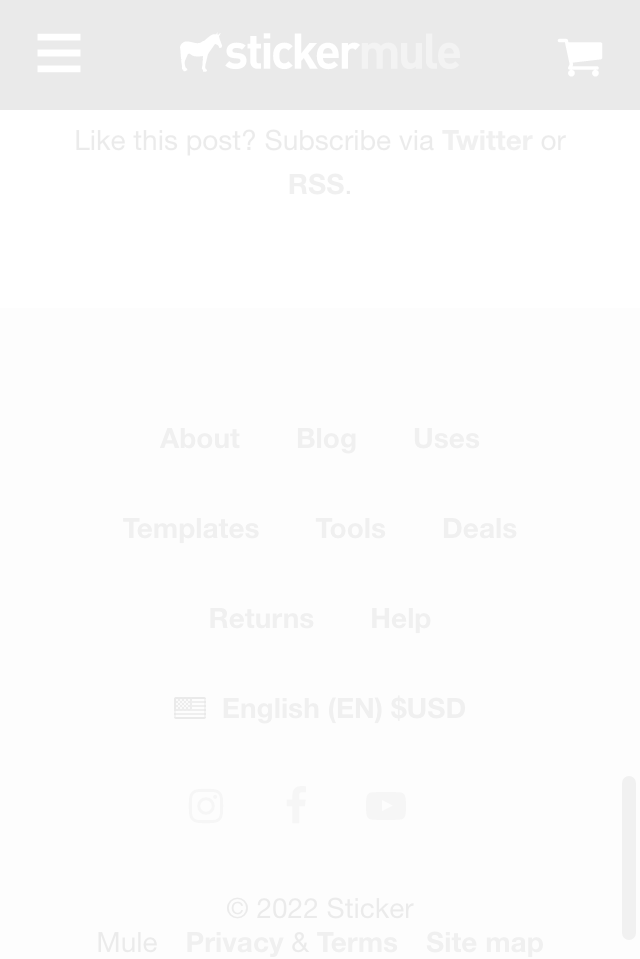 stickermule
Like this post? Subscribe via Twitter or
RSS.
About Blog Uses
Templates Tools Deals
Returns Help
English (EN) $USD
© 2022 Sticker
Mule Privacy & Terms Site map